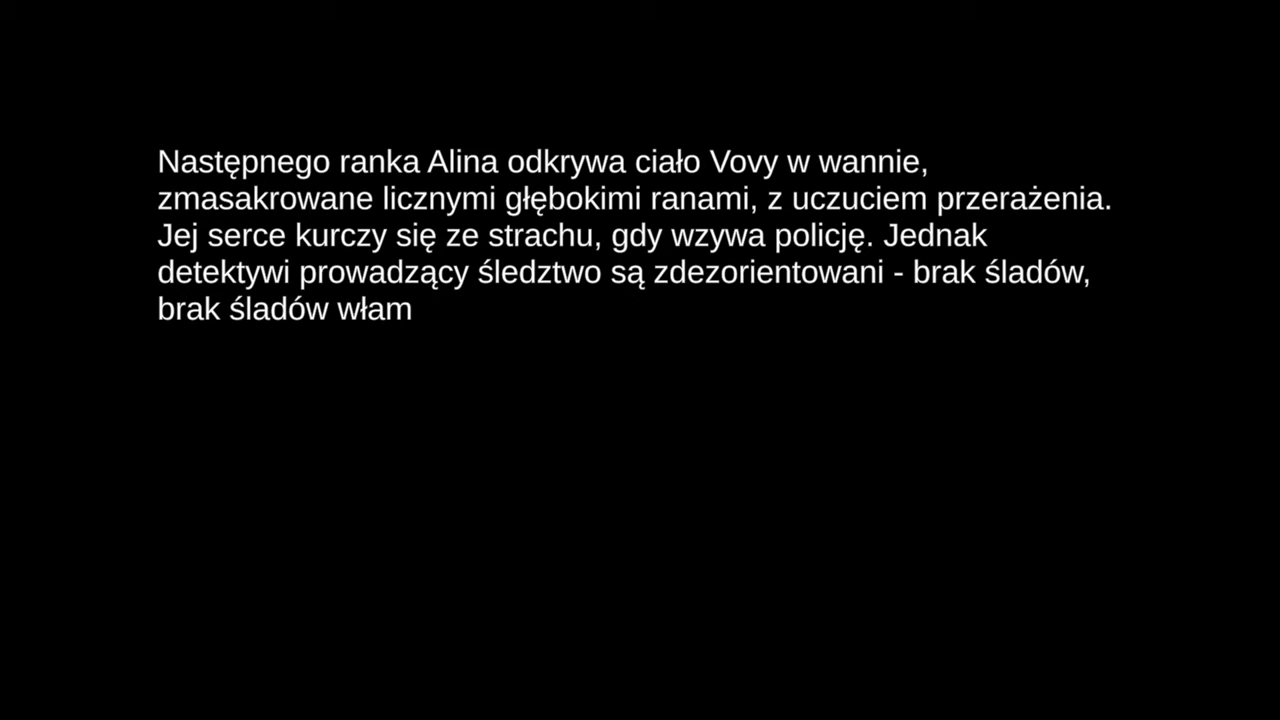 Następnego ranka Alina odkrywa ciało Vovy w wannie,
zmasakrowane licznymi głębokimi ranami, z uczuciem przerażenia.
Jej serce kurczy się ze strachu, gdy wzywa policję. Jednak
detektywi prowadzący śledztwo są zdezorientowani - brak śladów,
brak śladów włam